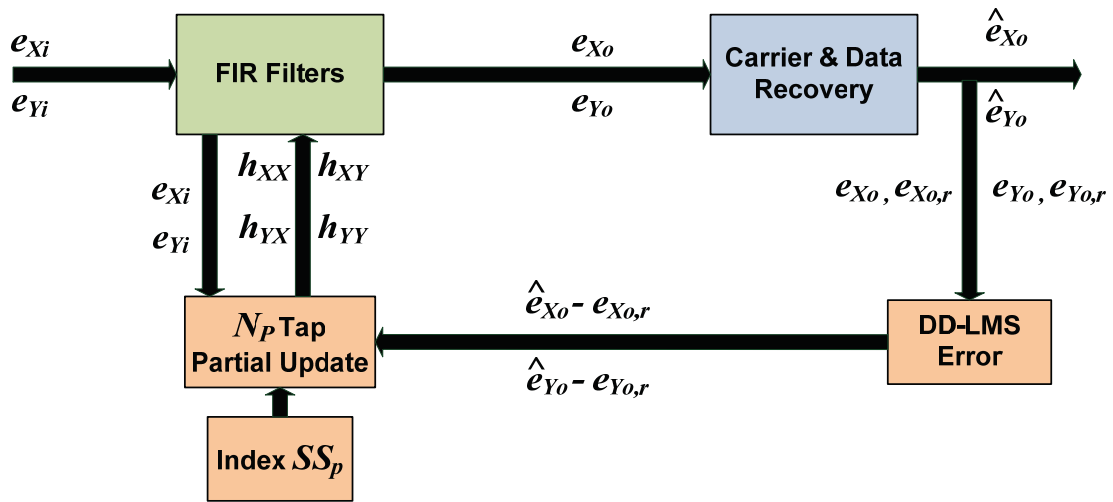 e_Xi
e_Yi
FIR Filters
e_Xo
e_Yo
Carrier & Data
Recovery
ê_Xo
ê_Yo
e_Xi
e_Yi
h_XX h_XY
h_YX h_YY
e_Xo , e_Xo,r
e_Yo , e_Yo,r
N_P Tap
Partial Update
ê_Xo - e_Xo,r
ê_Yo - e_Yo,r
DD-LMS
Error
Index SS_p